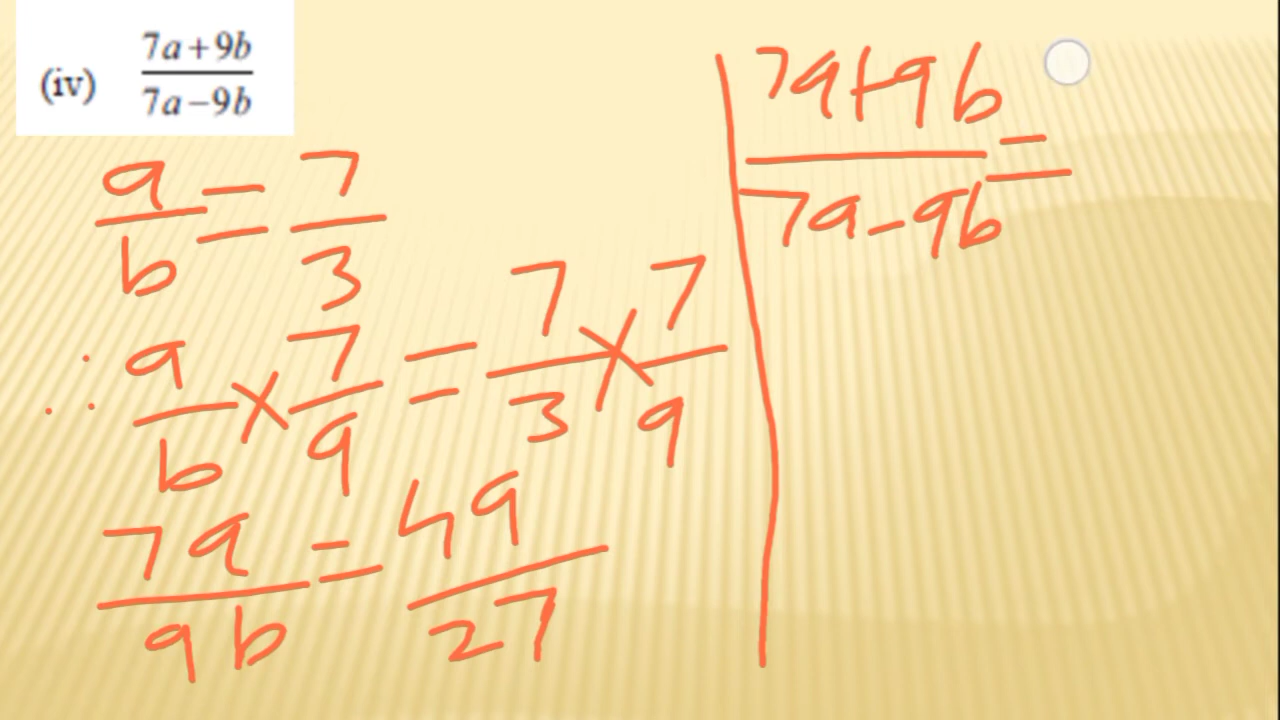 (iv) 7a+9b / 7a−9b
a/b = 7/3
∴ a/b × 7/9 = 7/3 × 7/9
7a/9b = 49/27
7a+9b / 7a-9b =